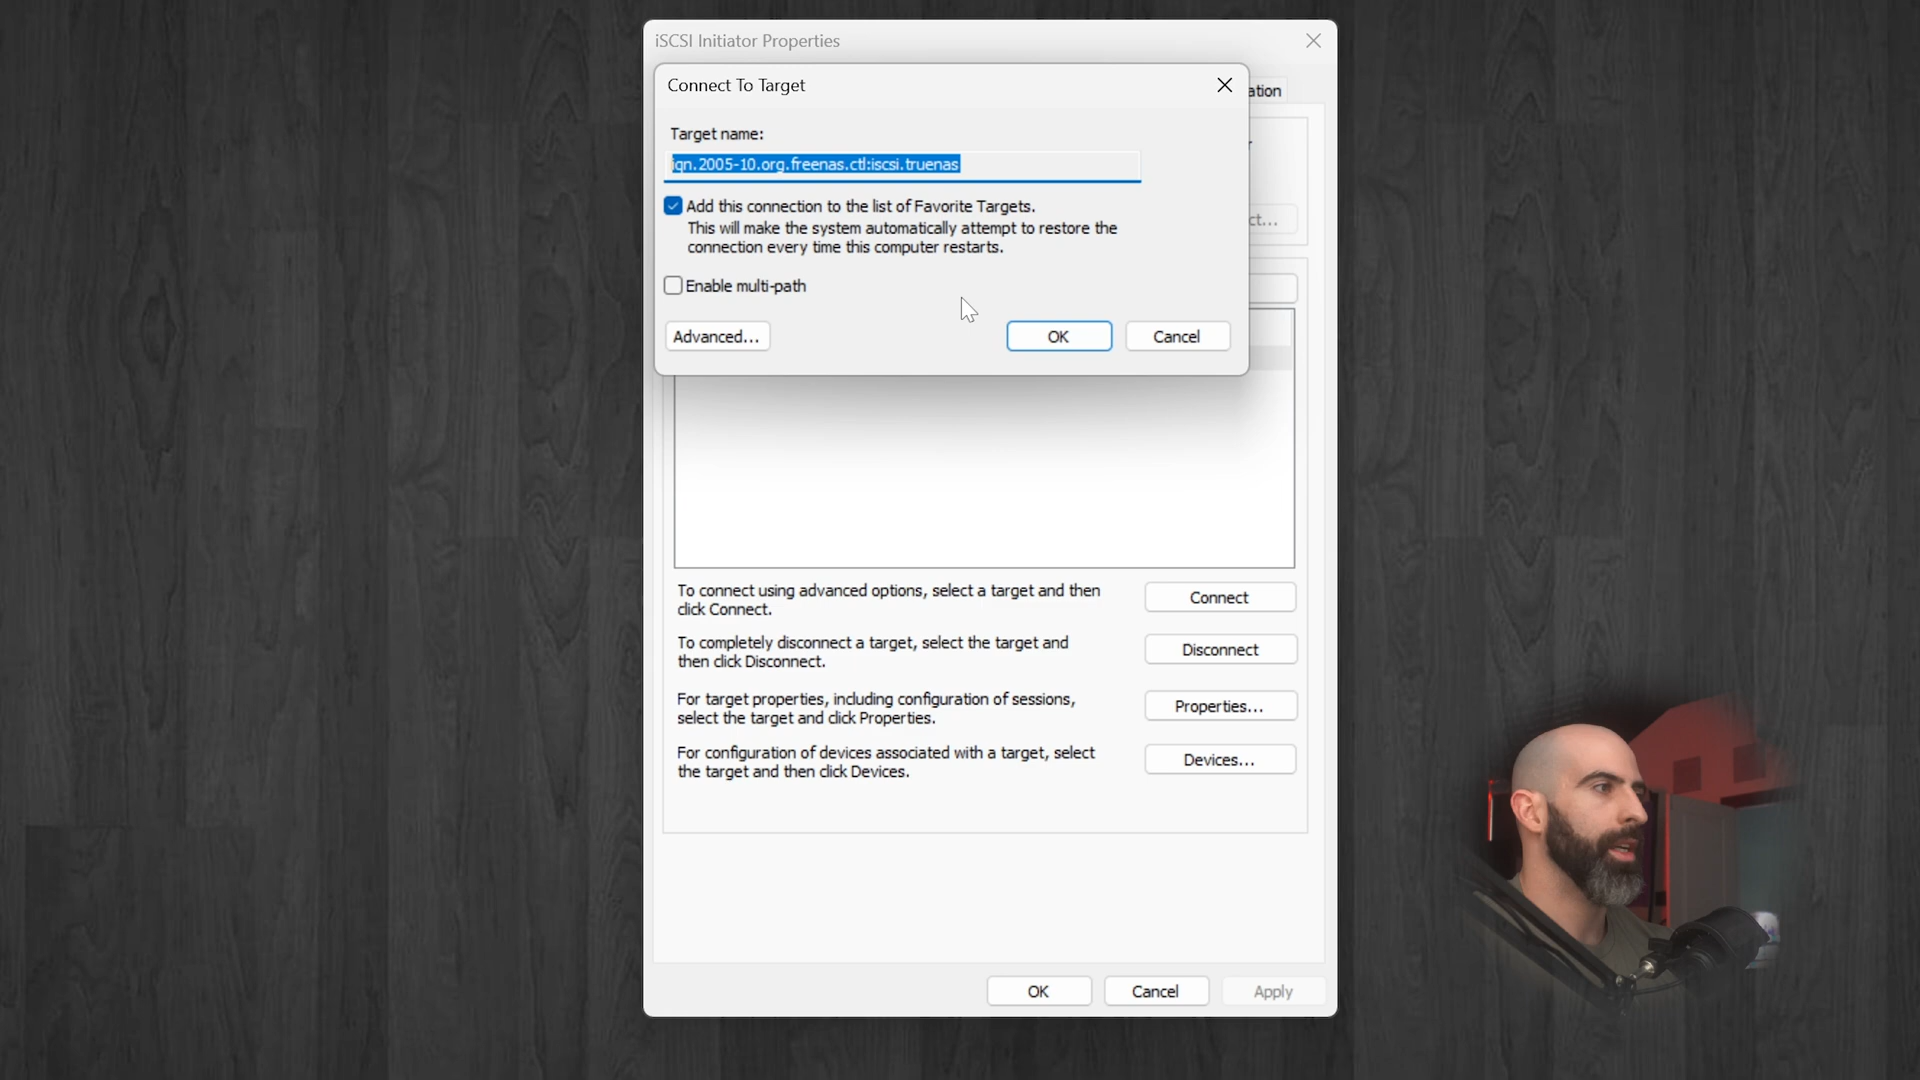 iSCSI Initiator Properties
Connect To Target
ation
Target name:
iqn.2005-10.org.freenas.ctl:iscsi.truenas
Add this connection to the list of Favorite Targets.
This will make the system automatically attempt to restore the
connection every time this computer restarts.
ct...
Enable multi-path
Advanced...
OK
Cancel
To connect using advanced options, select a target and then
click Connect.
Connect
To completely disconnect a target, select the target and
then click Disconnect.
Disconnect
For target properties, including configuration of sessions,
select the target and click Properties.
Properties...
For configuration of devices associated with a target, select
the target and then click Devices.
Devices...
OK
Cancel
Apply